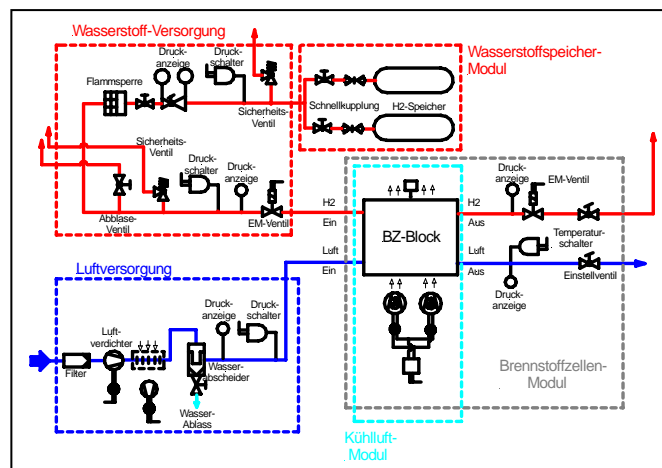 Wasserstoff-Versorgung
Druck-
schalter
Druck-
anzeige
Flammsperre
Sicherheits-
Ventil
Wasserstoffspeicher-
Modul
Schnellkupplung
H2-Speicher
Sicherheits-
Ventil
Druck-
schalter
Druck-
anzeige
Abblase-
Ventil
EM-Ventil
H2
Ein
Luft
Ein
BZ-Block
H2
Aus
Luft
Aus
Druck-
anzeige
EM-Ventil
Temperatur-
schalter
Einstellventil
Druck-
anzeige
Luftversorgung
Druck-
anzeige
Druck-
schalter
Luft-
verdichter
Filter
Wasser-
abscheider
Wasser-
Ablass
Brennstoffzellen-
Modul
Kühlluft-
Modul